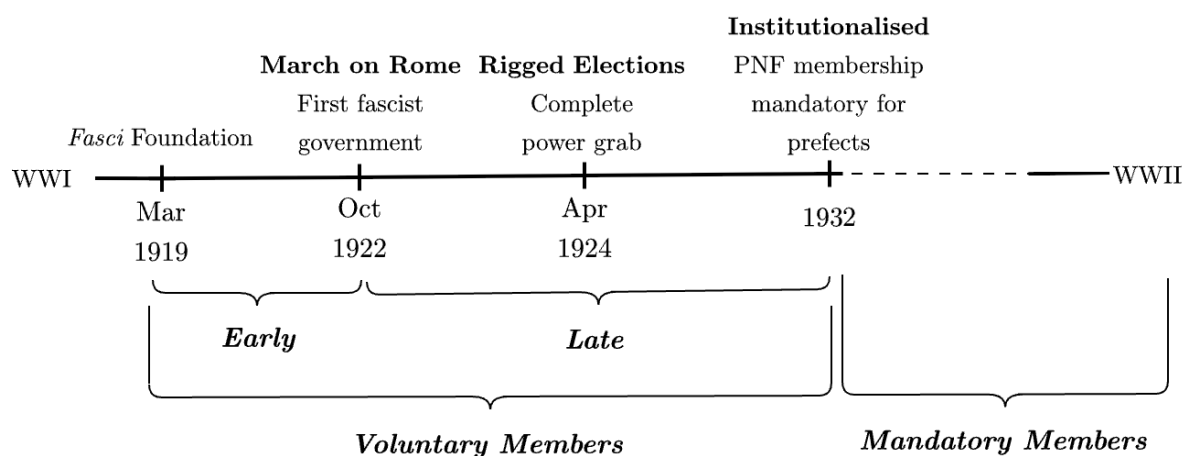 Institutionalised
March on Rome
Rigged Elections
PNF membership
First fascist
Complete
mandatory for
Fasci Foundation
government
power grab
prefects
WWI
WWII
Mar
Oct
Apr
1932
1919
1922
1924
Early
Late
Voluntary Members
Mandatory Members